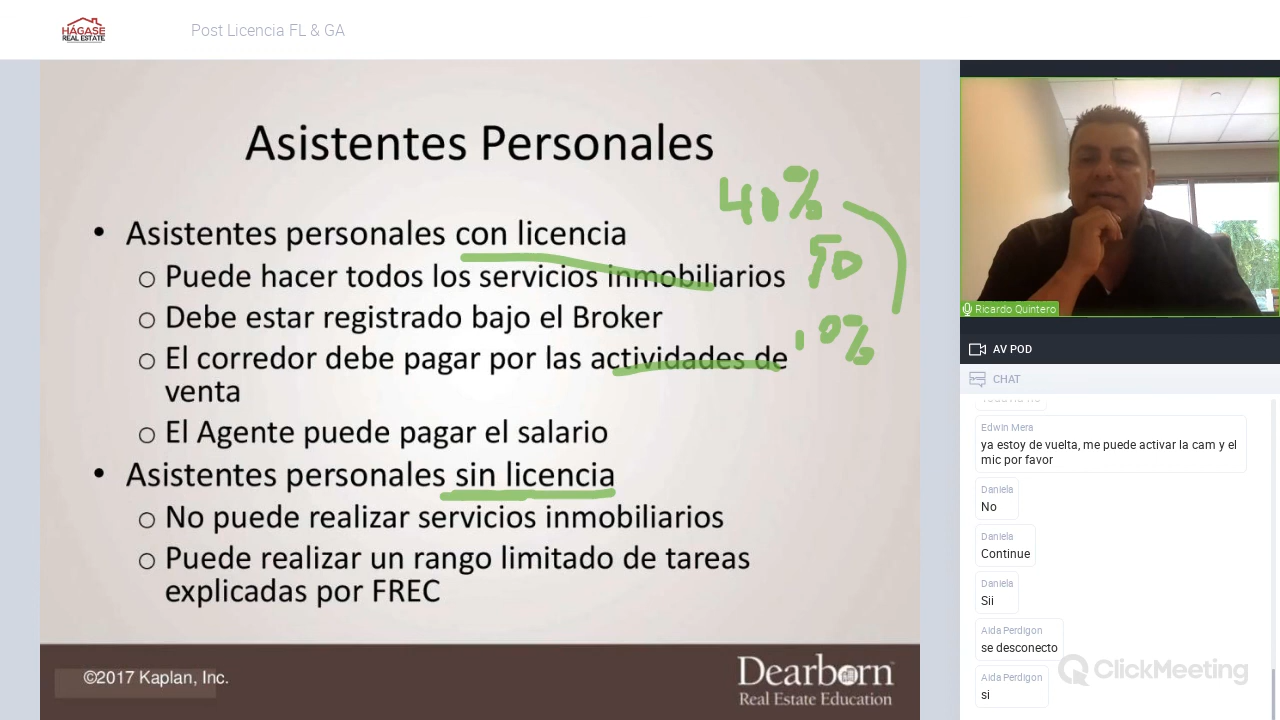 HÁGASE
REAL ESTATE
Post Licencia FL & GA
Asistentes Personales
• Asistentes personales con licencia
○ Puede hacer todos los servicios inmobiliarios
○ Debe estar registrado bajo el Broker
○ El corredor debe pagar por las actividades de
venta
○ El Agente puede pagar el salario
• Asistentes personales sin licencia
○ No puede realizar servicios inmobiliarios
○ Puede realizar un rango limitado de tareas
explicadas por FREC
40%
50
10%
©2017 Kaplan, Inc.
Dearborn
Real Estate Education
Ricardo Quintero
AV POD
CHAT
Edwin Mera
ya estoy de vuelta, me puede activar la cam y el
mic por favor
Daniela
No
Daniela
Continue
Daniela
Sii
Aida Perdigon
se desconecto
Aida Perdigon
si
ClickMeeting